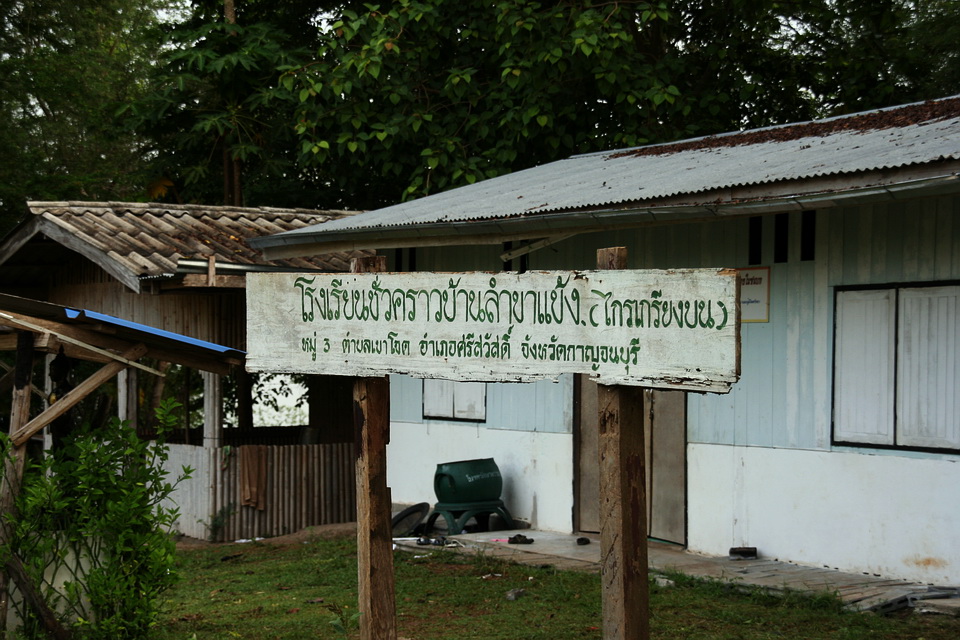 โรงเรียนชั่วคราวบ้านลำขาแข้ง.(ไกรเกรียงบน)
หมู่ 3 ตำบลเขาโจด อำเภอศรีสวัสดิ์ จังหวัดกาญจนบุรี